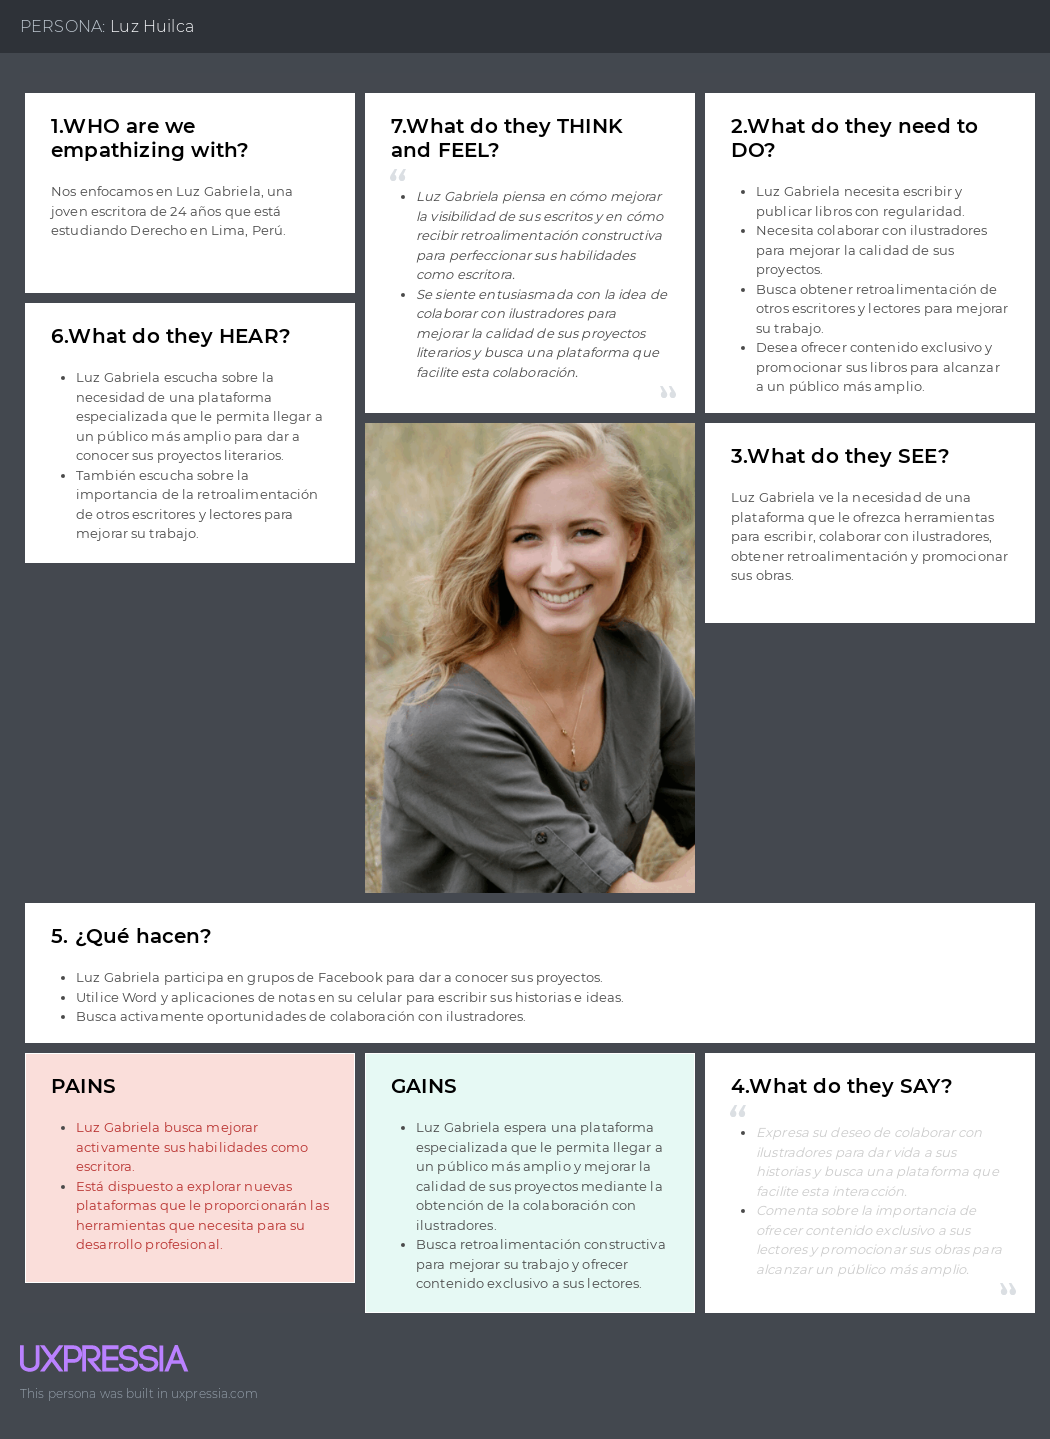 PERSONA: Luz Huilca
1.WHO are we
empathizing with?
Nos enfocamos en Luz Gabriela, una
joven escritora de 24 años que está
estudiando Derecho en Lima, Perú.
6.What do they HEAR?
• Luz Gabriela escucha sobre la
necesidad de una plataforma
especializada que le permita llegar a
un público más amplio para dar a
conocer sus proyectos literarios.
• También escucha sobre la
importancia de la retroalimentación
de otros escritores y lectores para
mejorar su trabajo.
7.What do they THINK
and FEEL?
“
• Luz Gabriela piensa en cómo mejorar
la visibilidad de sus escritos y en cómo
recibir retroalimentación constructiva
para perfeccionar sus habilidades
como escritora.
• Se siente entusiasmada con la idea de
colaborar con ilustradores para
mejorar la calidad de sus proyectos
literarios y busca una plataforma que
facilite esta colaboración.
”
2.What do they need to
DO?
• Luz Gabriela necesita escribir y
publicar libros con regularidad.
• Necesita colaborar con ilustradores
para mejorar la calidad de sus
proyectos.
• Busca obtener retroalimentación de
otros escritores y lectores para mejorar
su trabajo.
• Desea ofrecer contenido exclusivo y
promocionar sus libros para alcanzar
a un público más amplio.
3.What do they SEE?
Luz Gabriela ve la necesidad de una
plataforma que le ofrezca herramientas
para escribir, colaborar con ilustradores,
obtener retroalimentación y promocionar
sus obras.
5. ¿Qué hacen?
• Luz Gabriela participa en grupos de Facebook para dar a conocer sus proyectos.
• Utilice Word y aplicaciones de notas en su celular para escribir sus historias e ideas.
• Busca activamente oportunidades de colaboración con ilustradores.
PAINS
• Luz Gabriela busca mejorar
activamente sus habilidades como
escritora.
• Está dispuesto a explorar nuevas
plataformas que le proporcionarán las
herramientas que necesita para su
desarrollo profesional.
GAINS
• Luz Gabriela espera una plataforma
especializada que le permita llegar a
un público más amplio y mejorar la
calidad de sus proyectos mediante la
obtención de la colaboración con
ilustradores.
• Busca retroalimentación constructiva
para mejorar su trabajo y ofrecer
contenido exclusivo a sus lectores.
4.What do they SAY?
“
• Expresa su deseo de colaborar con
ilustradores para dar vida a sus
historias y busca una plataforma que
facilite esta interacción.
• Comenta sobre la importancia de
ofrecer contenido exclusivo a sus
lectores y promocionar sus obras para
alcanzar un público más amplio.
”
UXPRESSIA
This persona was built in uxpressia.com